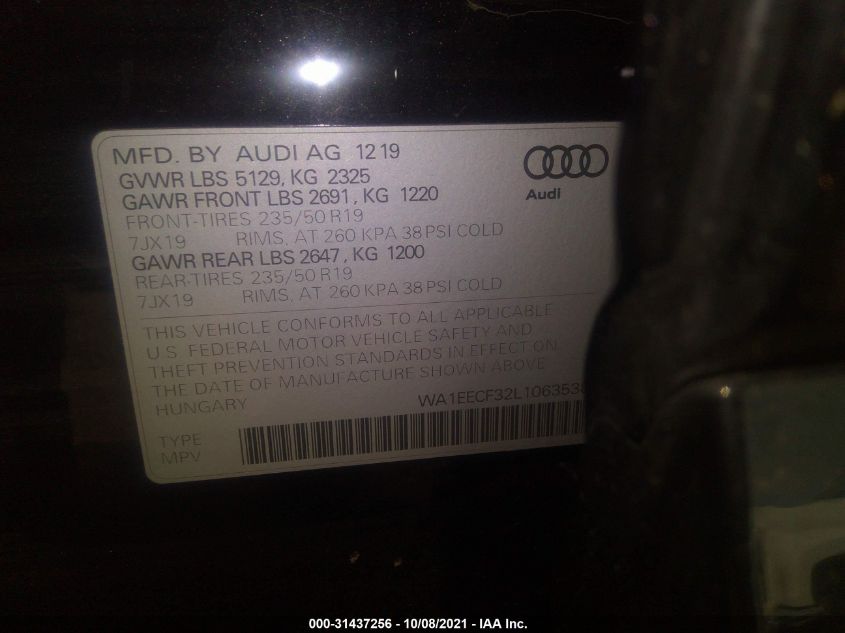 MFD. BY AUDI AG 12 19
GVWR LBS 5129, KG 2325
GAWR FRONT LBS 2691, KG 1220
FRONT-TIRES 235/50 R19
7JX19 RIMS, AT 260 KPA 38 PSI COLD
GAWR REAR LBS 2647, KG 1200
REAR-TIRES 235/50 R19
7JX19 RIMS, AT 260 KPA 38 PSI COLD
Audi
THIS VEHICLE CONFORMS TO ALL APPLICABLE
U.S. FEDERAL MOTOR VEHICLE SAFETY AND
THEFT PREVENTION STANDARDS IN EFFECT ON
THE DATE OF MANUFACTURE SHOWN ABOVE
HUNGARY
TYPE
MPV
000-31437256 - 10/08/2021 - IAA Inc.